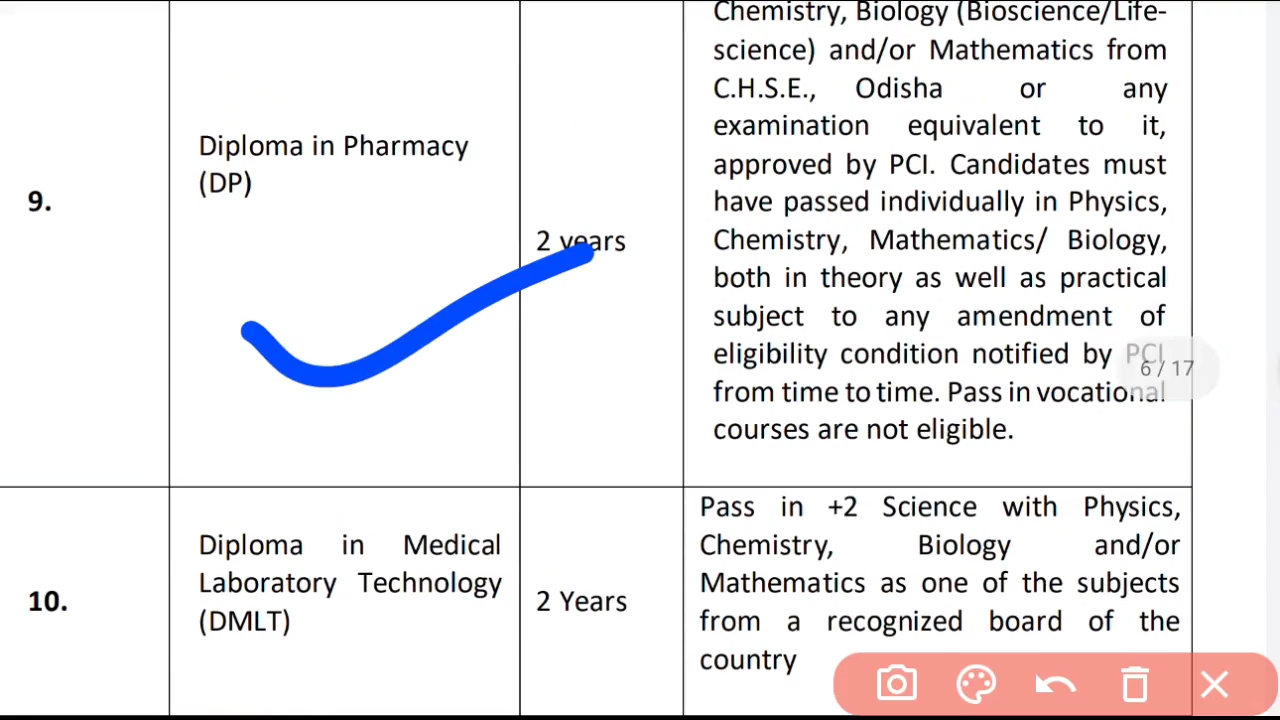 Chemistry, Biology (Bioscience/Life-
science) and/or Mathematics from
C.H.S.E., Odisha or any
examination equivalent to it,
approved by PCI. Candidates must
have passed individually in Physics,
Chemistry, Mathematics/ Biology,
both in theory as well as practical
subject to any amendment of
eligibility condition notified by PCI
from time to time. Pass in vocational
courses are not eligible.
9.
Diploma in Pharmacy
(DP)
2 years
6 / 17
10.
Diploma in Medical
Laboratory Technology
(DMLT)
2 Years
Pass in +2 Science with Physics,
Chemistry, Biology and/or
Mathematics as one of the subjects
from a recognized board of the
country